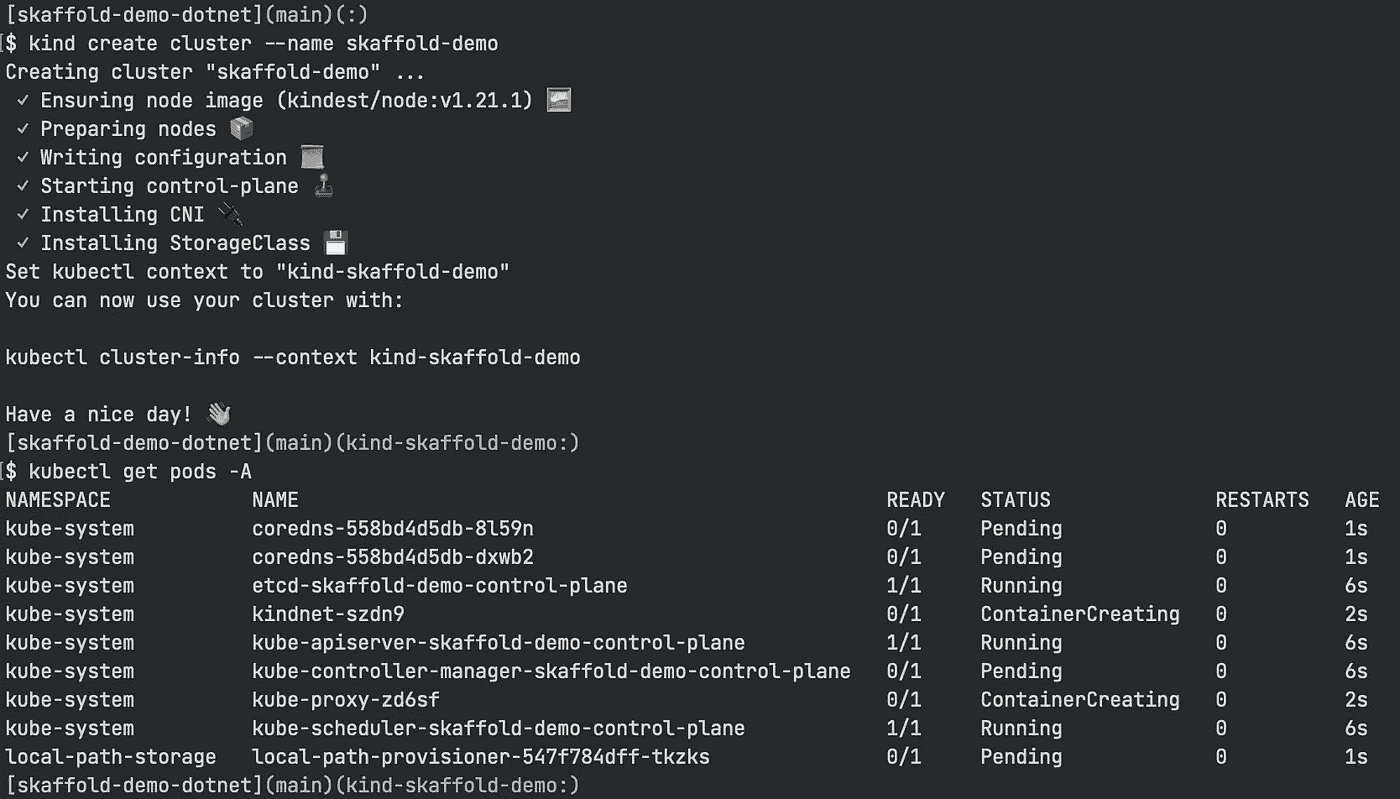 [skaffold-demo-dotnet](main)(:)
$ kind create cluster --name skaffold-demo
Creating cluster "skaffold-demo" ...
✓ Ensuring node image (kindest/node:v1.21.1) 🖼
✓ Preparing nodes 📦
✓ Writing configuration 📜
✓ Starting control-plane 🕹️
✓ Installing CNI 🔌
✓ Installing StorageClass 💾
Set kubectl context to "kind-skaffold-demo"
You can now use your cluster with:

kubectl cluster-info --context kind-skaffold-demo

Have a nice day! 👋
[skaffold-demo-dotnet](main)(kind-skaffold-demo:)
$ kubectl get pods -A
NAMESPACE NAME READY STATUS RESTARTS AGE
kube-system coredns-558bd4d5db-8l59n 0/1 Pending 0 1s
kube-system coredns-558bd4d5db-dxwb2 0/1 Pending 0 1s
kube-system etcd-skaffold-demo-control-plane 1/1 Running 0 6s
kube-system kindnet-szdn9 0/1 ContainerCreating 0 2s
kube-system kube-apiserver-skaffold-demo-control-plane 1/1 Running 0 6s
kube-system kube-controller-manager-skaffold-demo-control-plane 0/1 Pending 0 6s
kube-system kube-proxy-zd6sf 0/1 ContainerCreating 0 2s
kube-system kube-scheduler-skaffold-demo-control-plane 1/1 Running 0 6s
local-path-storage local-path-provisioner-547f784dff-tkzks 0/1 Pending 0 1s
[skaffold-demo-dotnet](main)(kind-skaffold-demo:)